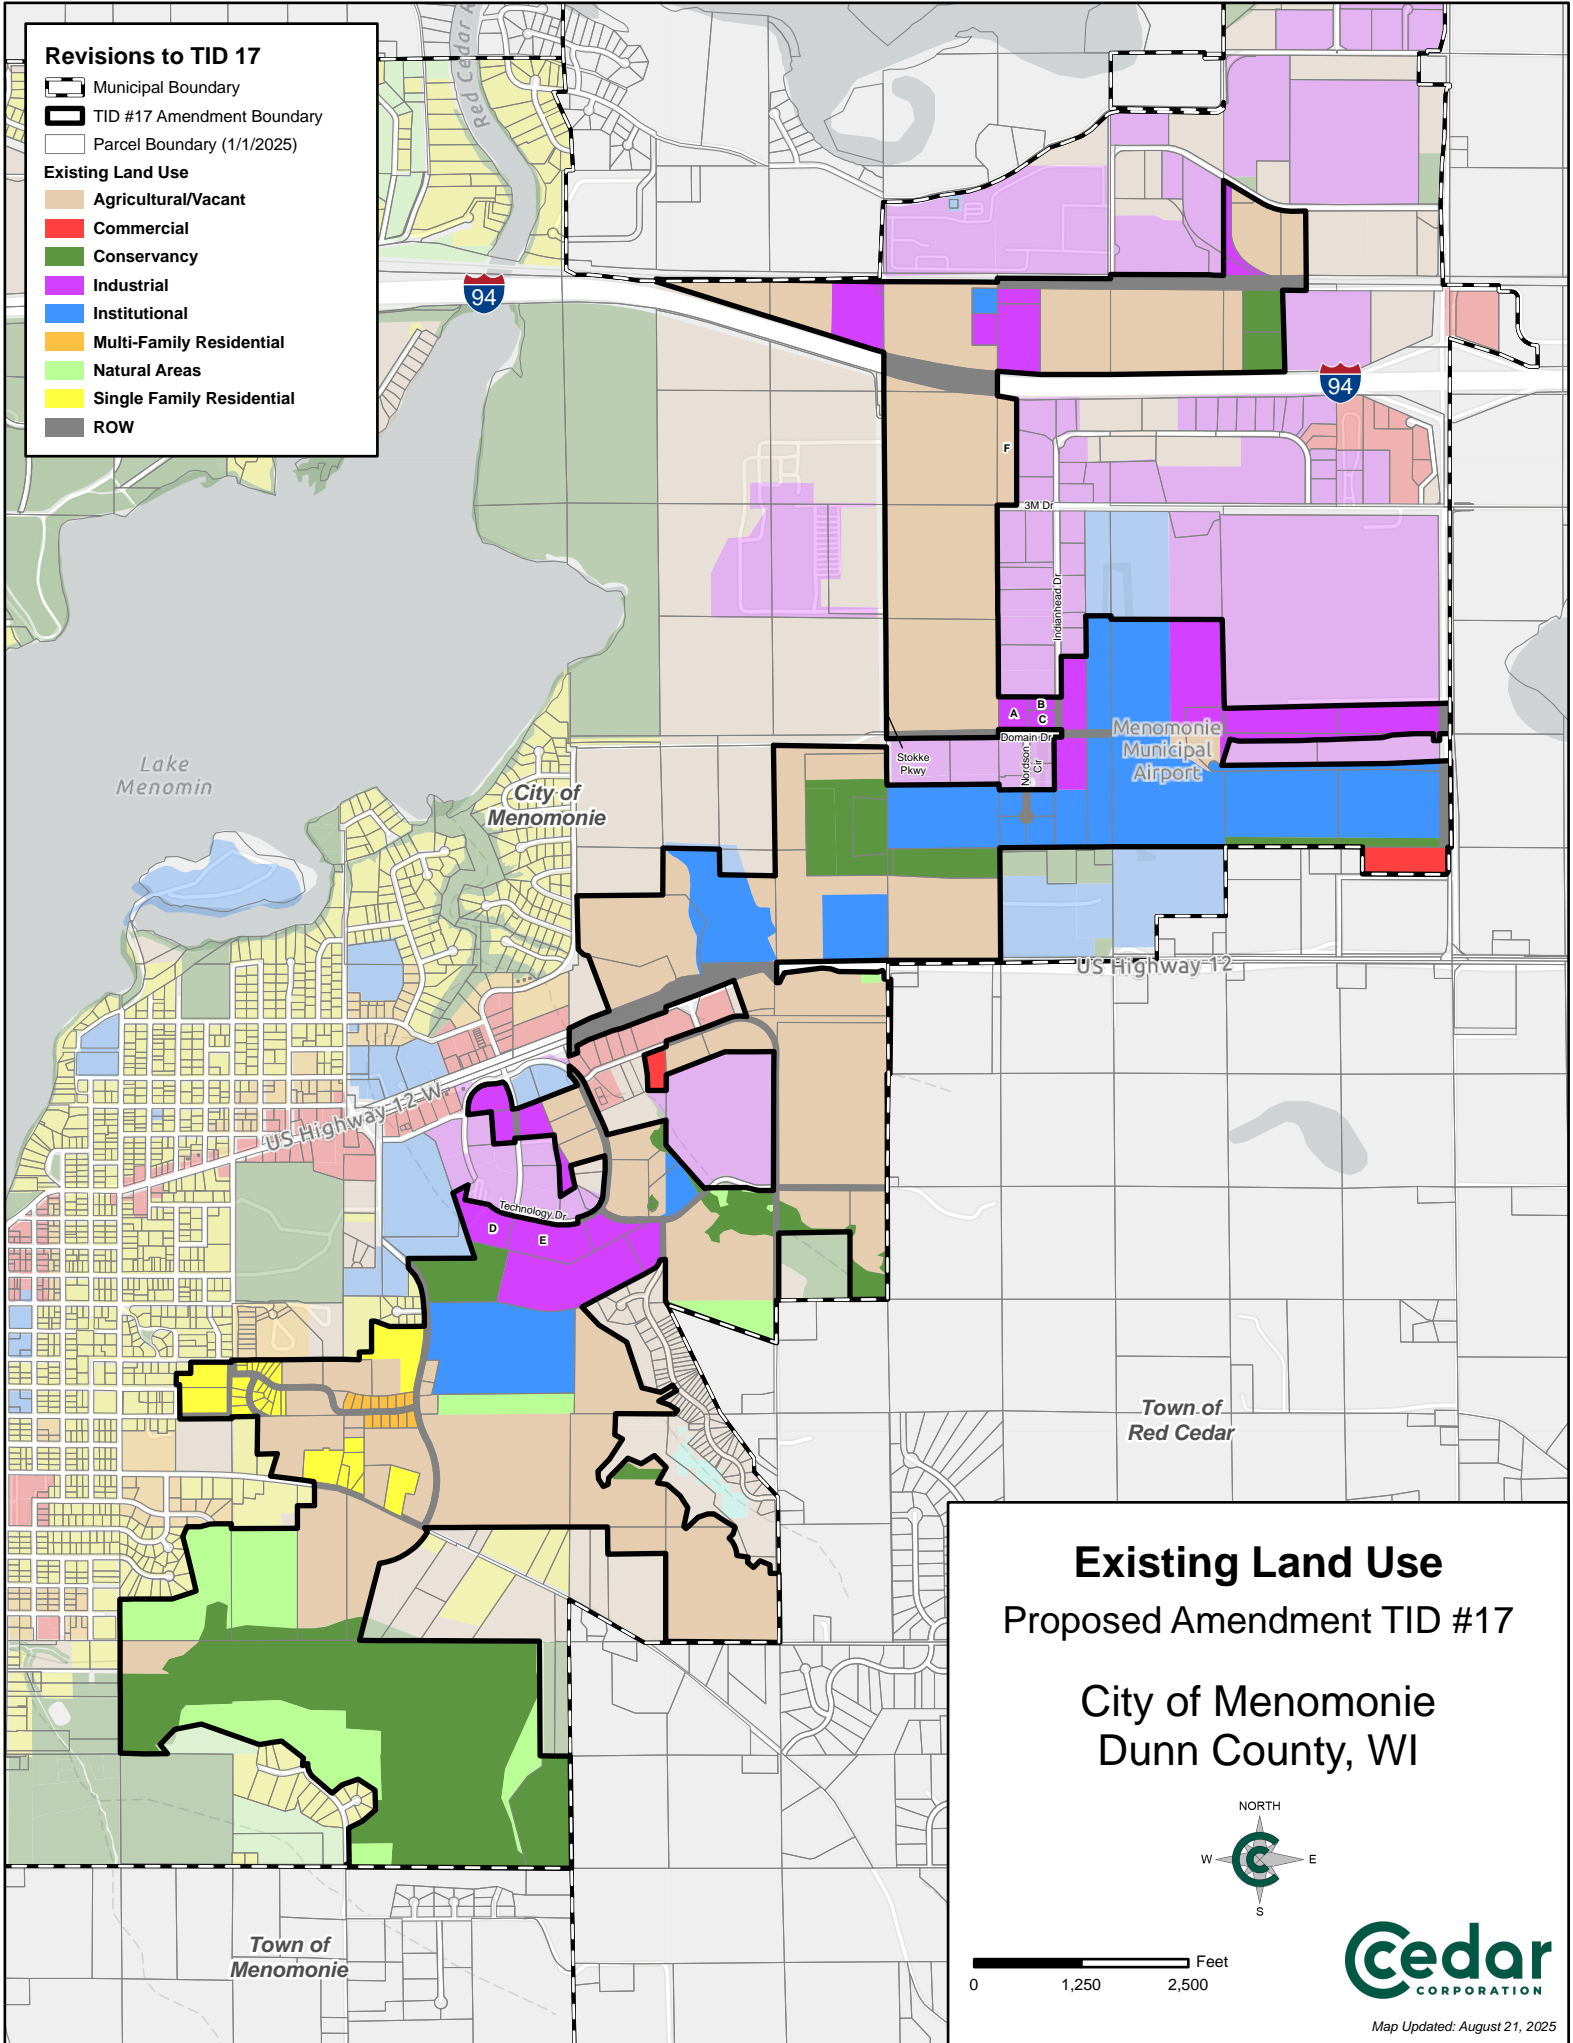 Revisions to TID 17
Municipal Boundary
TID #17 Amendment Boundary
Parcel Boundary (1/1/2025)
Existing Land Use
Agricultural/Vacant
Commercial
Conservancy
Industrial
Institutional
Multi-Family Residential
Natural Areas
Single Family Residential
ROW
Red Cedar R
94
94
F
3M Dr
Indianhead Dr
A
B
C
Domain Dr
Nordson
Cir
Stokke
Pkwy
Menomonie
Municipal
Airport
Lake
Menomin
City of
Menomonie
US Highway 12
US Highway 12 W
Technology Dr
D
E
Town of
Red Cedar
Town of
Menomonie
Existing Land Use
Proposed Amendment TID #17
City of Menomonie
Dunn County, WI
NORTH
W
E
S
Feet
0
1,250
2,500
Cedar
CORPORATION
Map Updated: August 21, 2025